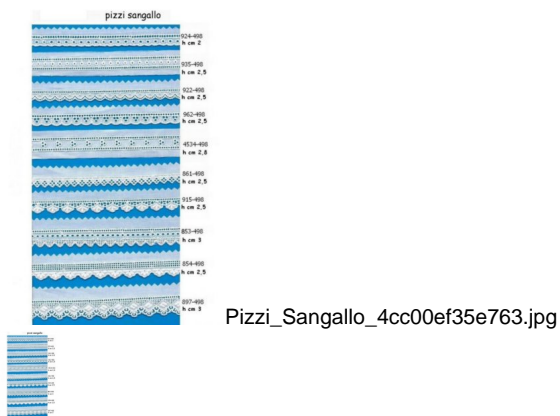 pizzi sangallo
924-498
h cm 2
935-498
h cm 2,5
922-498
h cm 2,5
962-498
h cm 2,5
4534-498
h cm 2,8
861-498
h cm 2,5
915-498
h cm 2,5
853-498
h cm 3
854-498
h cm 2,5
897-498
h cm 3
Pizzi_Sangallo_4cc00ef35e763.jpg